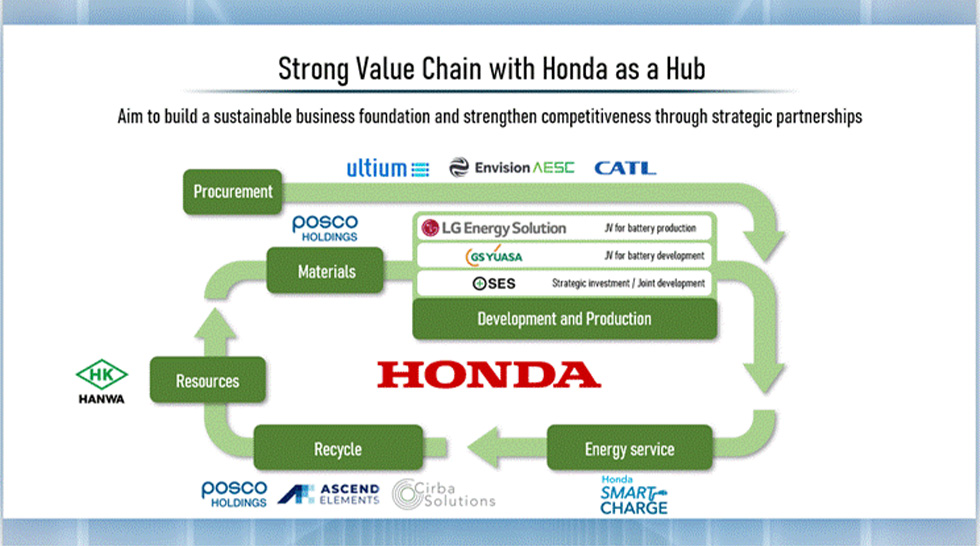 Strong Value Chain with Honda as a Hub
Aim to build a sustainable business foundation and strengthen competitiveness through strategic partnerships
ultium
Envision AESC
CATL
Procurement
posco
HOLDINGS
LG Energy Solution
JV for battery production
GS YUASA
JV for battery development
SES
Strategic investment / Joint development
Materials
Development and Production
HK
HANWA
Resources
HONDA
Recycle
Energy service
posco
HOLDINGS
ASCEND
ELEMENTS
Cirba
Solutions
Honda
SMART
CHARGE